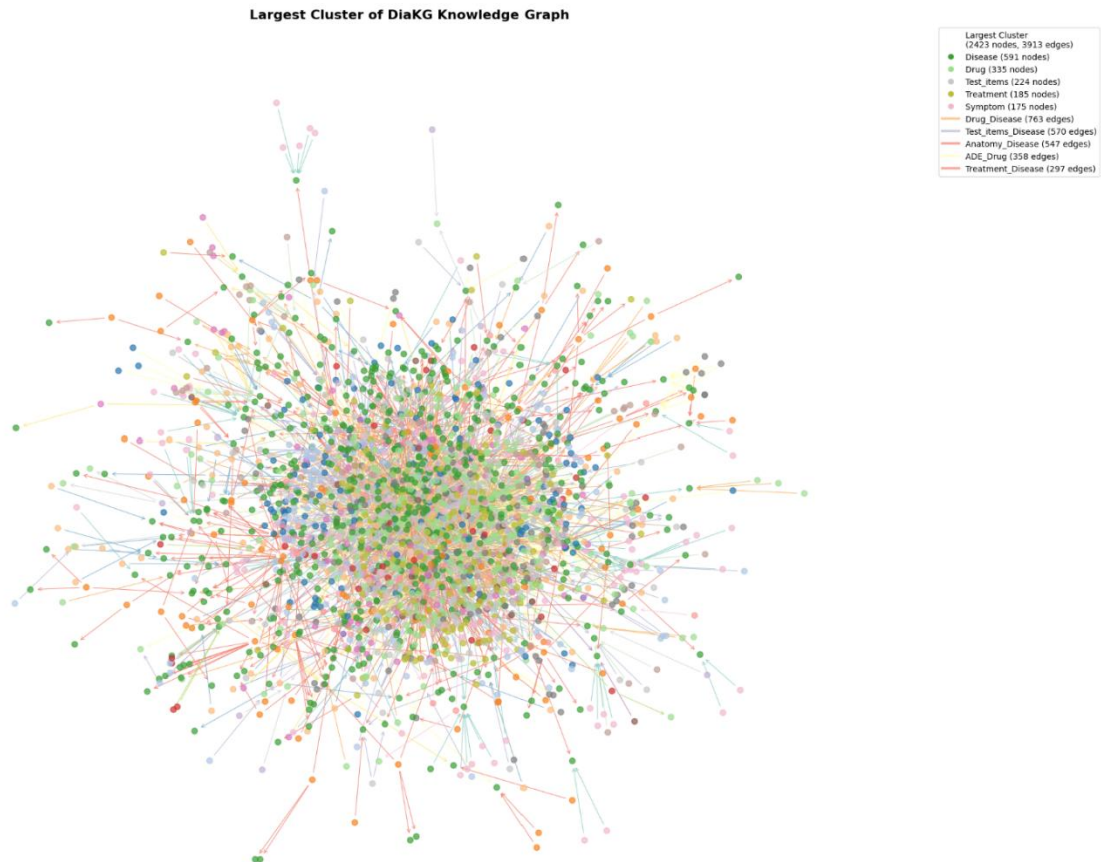 Largest Cluster of DiaKG Knowledge Graph
Largest Cluster
(2423 nodes, 3913 edges)
Disease (591 nodes)
Drug (335 nodes)
Test_items (224 nodes)
Treatment (185 nodes)
Symptom (175 nodes)
Drug_Disease (763 edges)
Test_items_Disease (570 edges)
Anatomy_Disease (547 edges)
ADE_Drug (358 edges)
Treatment_Disease (297 edges)